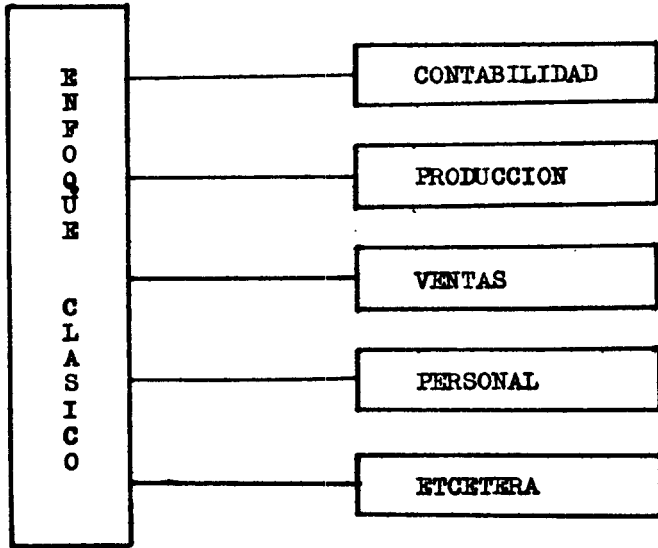 ENFOQUE CLASICO
CONTABILIDAD
PRODUCCION
VENTAS
PERSONAL
ETCETERA